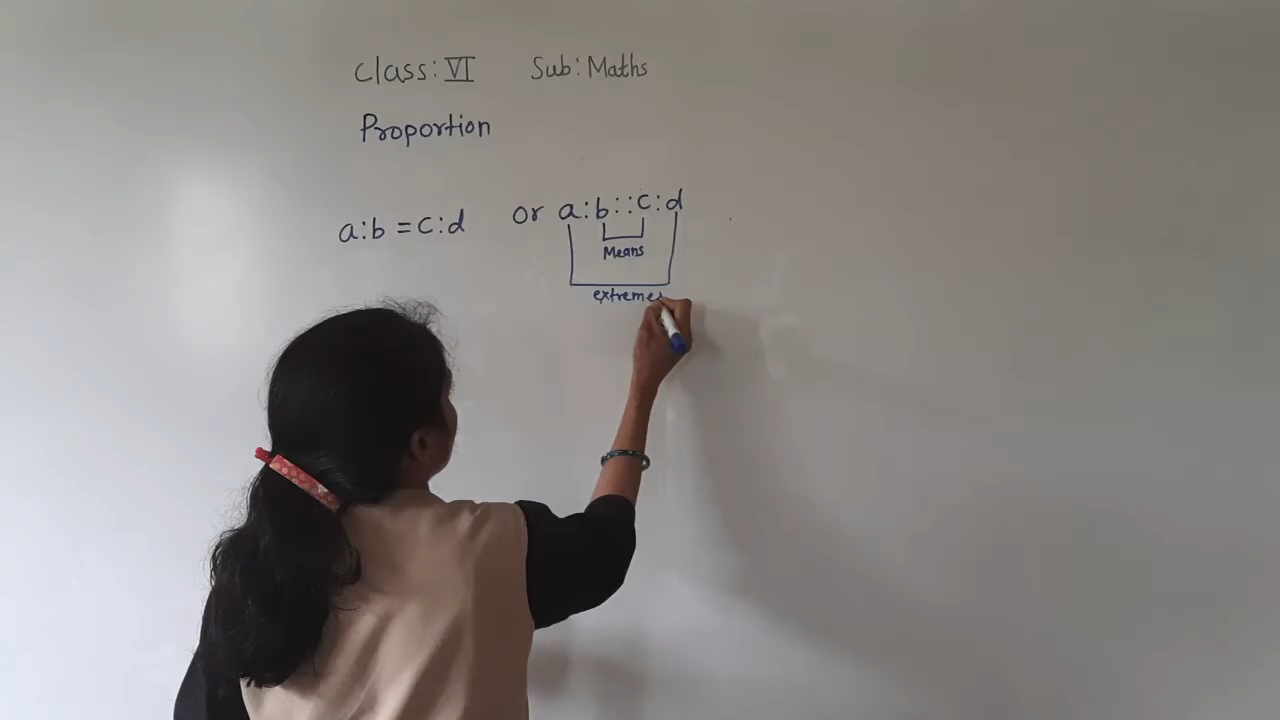 Class: VI Sub: Maths
Proportion
a:b = c:d or a:b::c:d
Means
extremes